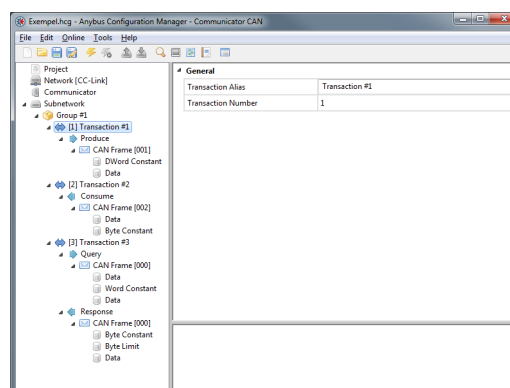 Exempel.hcg - Anybus Configuration Manager - Communicator CAN
File Edit Online Tools Help
Project
Network [CC-Link]
Communicator
Subnetwork
Group #1
[1] Transaction #1
Produce
CAN Frame [001]
DWord Constant
Data
[2] Transaction #2
Consume
CAN Frame [002]
Data
Byte Constant
[3] Transaction #3
Query
CAN Frame [000]
Data
Word Constant
Data
Response
CAN Frame [000]
Byte Constant
Byte Limit
Data
General
Transaction Alias Transaction #1
Transaction Number 1